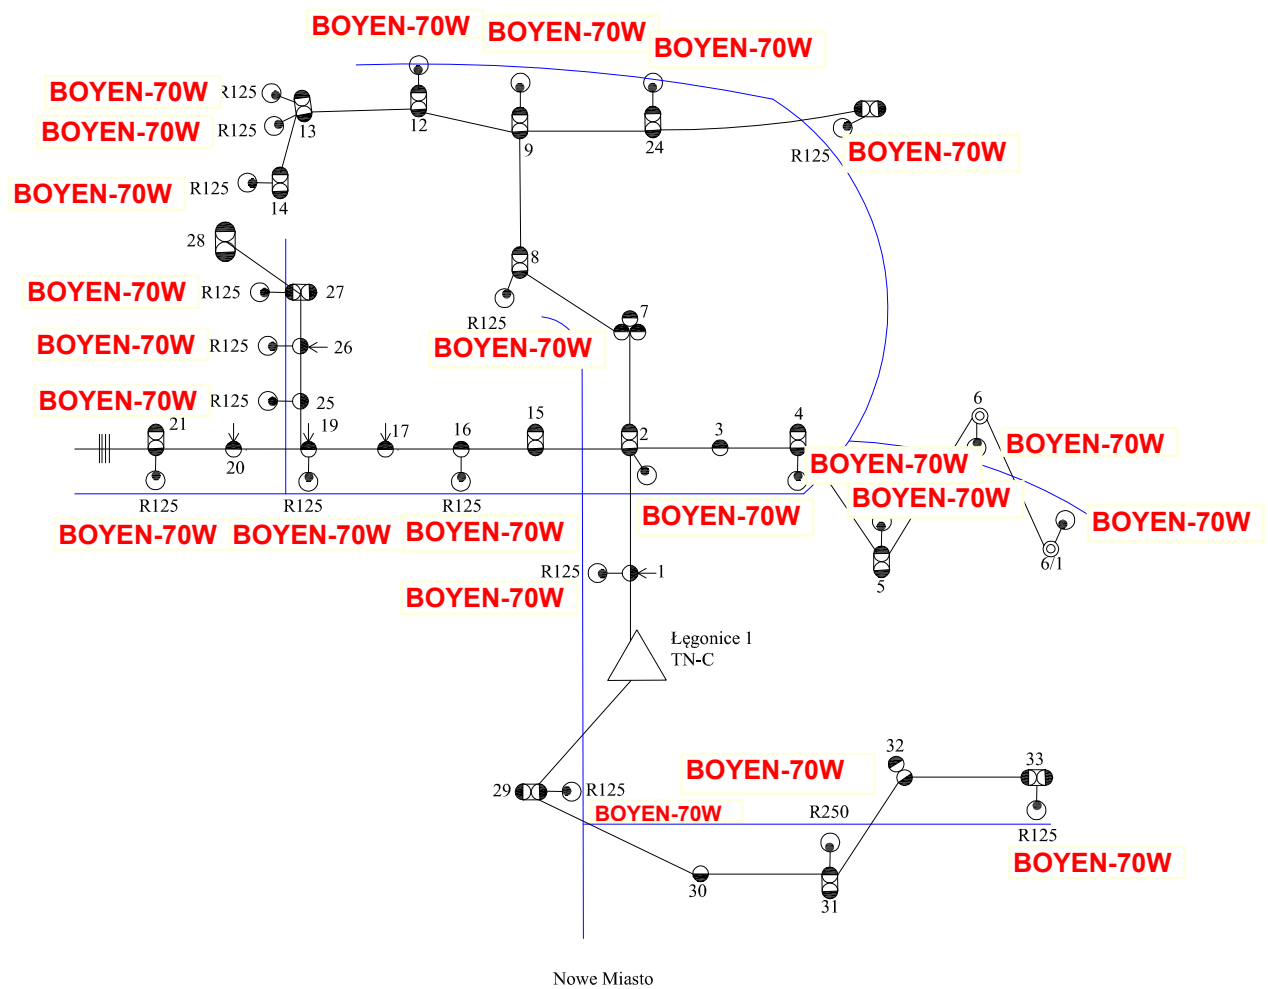 BOYEN-70W
BOYEN-70W
BOYEN-70W
BOYEN-70W
R125
13
12
BOYEN-70W
R125
9
24
R125
BOYEN-70W
BOYEN-70W
R125
14
28
8
BOYEN-70W
R125
27
7
R125
BOYEN-70W
R125
26
BOYEN-70W
BOYEN-70W
R125
25
21
20
19
17
16
15
2
3
4
6
BOYEN-70W
BOYEN-70W
BOYEN-70W
R125
R125
R125
BOYEN-70W
BOYEN-70W
BOYEN-70W
BOYEN-70W
BOYEN-70W
5
6/1
R125
1
BOYEN-70W
Łęgonice 1
TN-C
29
R125
BOYEN-70W
BOYEN-70W
32
33
R250
R125
BOYEN-70W
30
31
Nowe Miasto